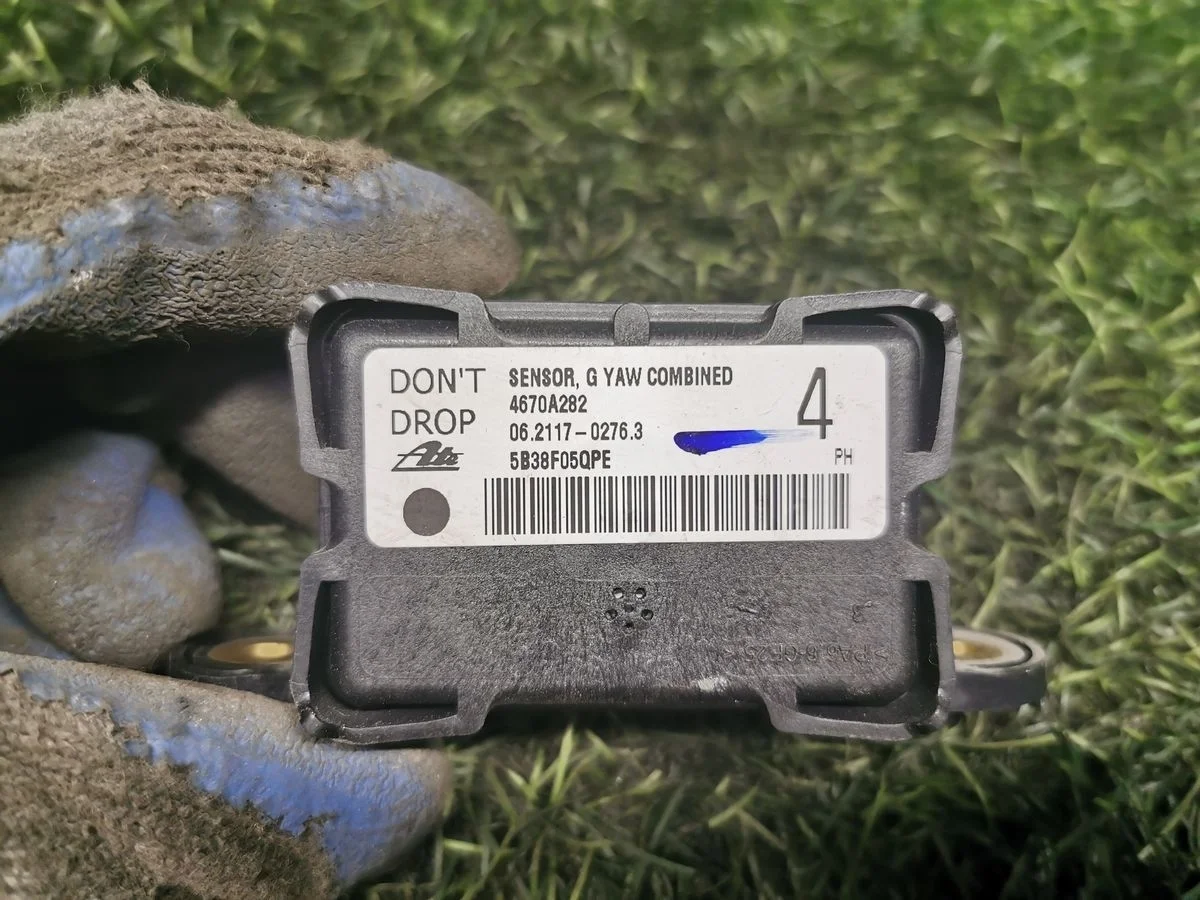 DON'T
DROP
Ate
SENSOR, G YAW COMBINED
4670A282
06.2117-0276.3
5B38F05QPE
4
PH